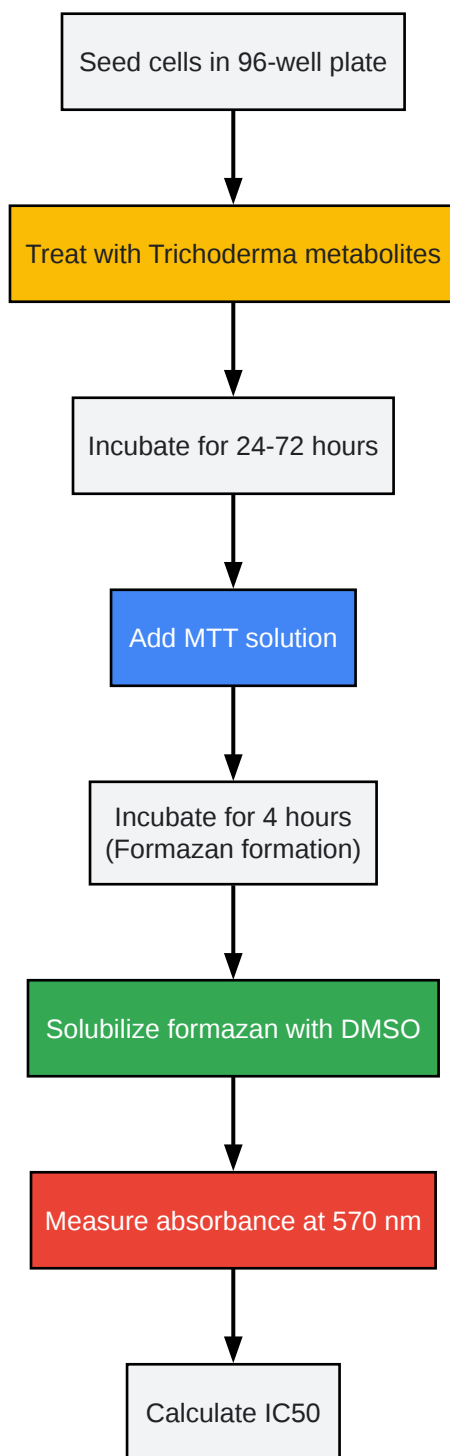 Seed cells in 96-well plate
Treat with Trichoderma metabolites
Incubate for 24-72 hours
Add MTT solution
Incubate for 4 hours
(Formazan formation)
Solubilize formazan with DMSO
Measure absorbance at 570 nm
Calculate IC50